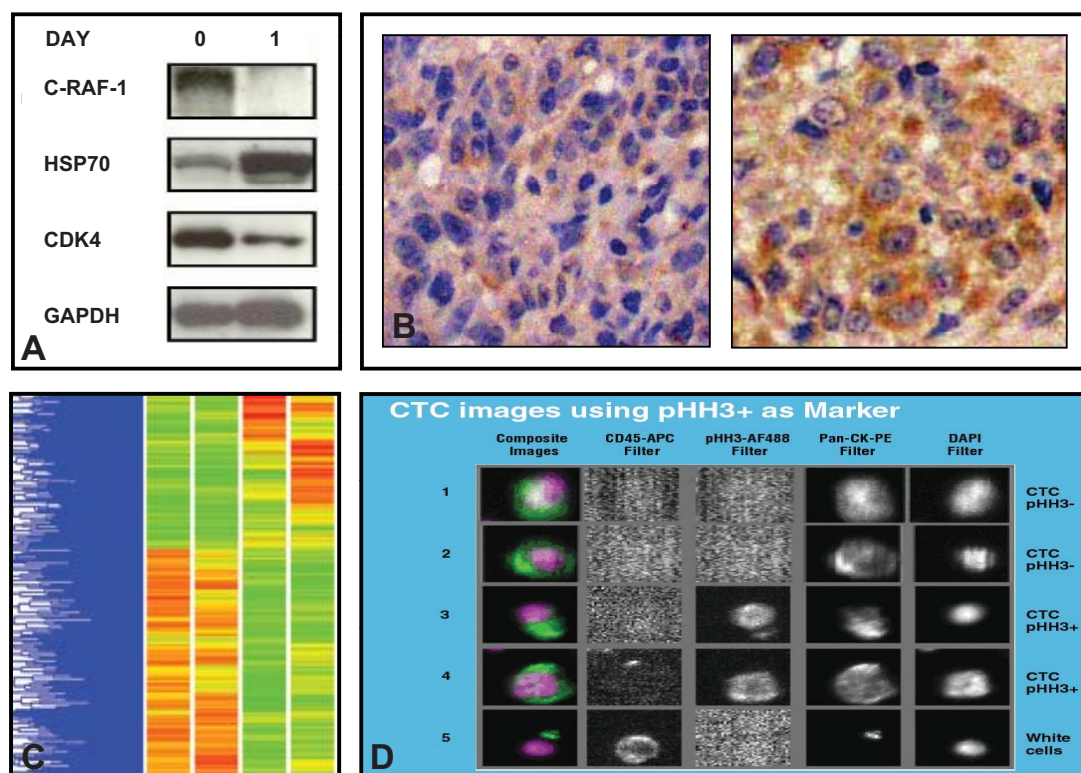 DAY 0 1
C-RAF-1
HSP70
CDK4
GAPDH
A
B
C
CTC images using pHH3+ as Marker
Composite Images CD45-APC Filter pHH3-AF488 Filter Pan-CK-PE Filter DAPI Filter
1 CTC pHH3-
2 CTC pHH3-
3 CTC pHH3+
4 CTC pHH3+
5 White cells
D